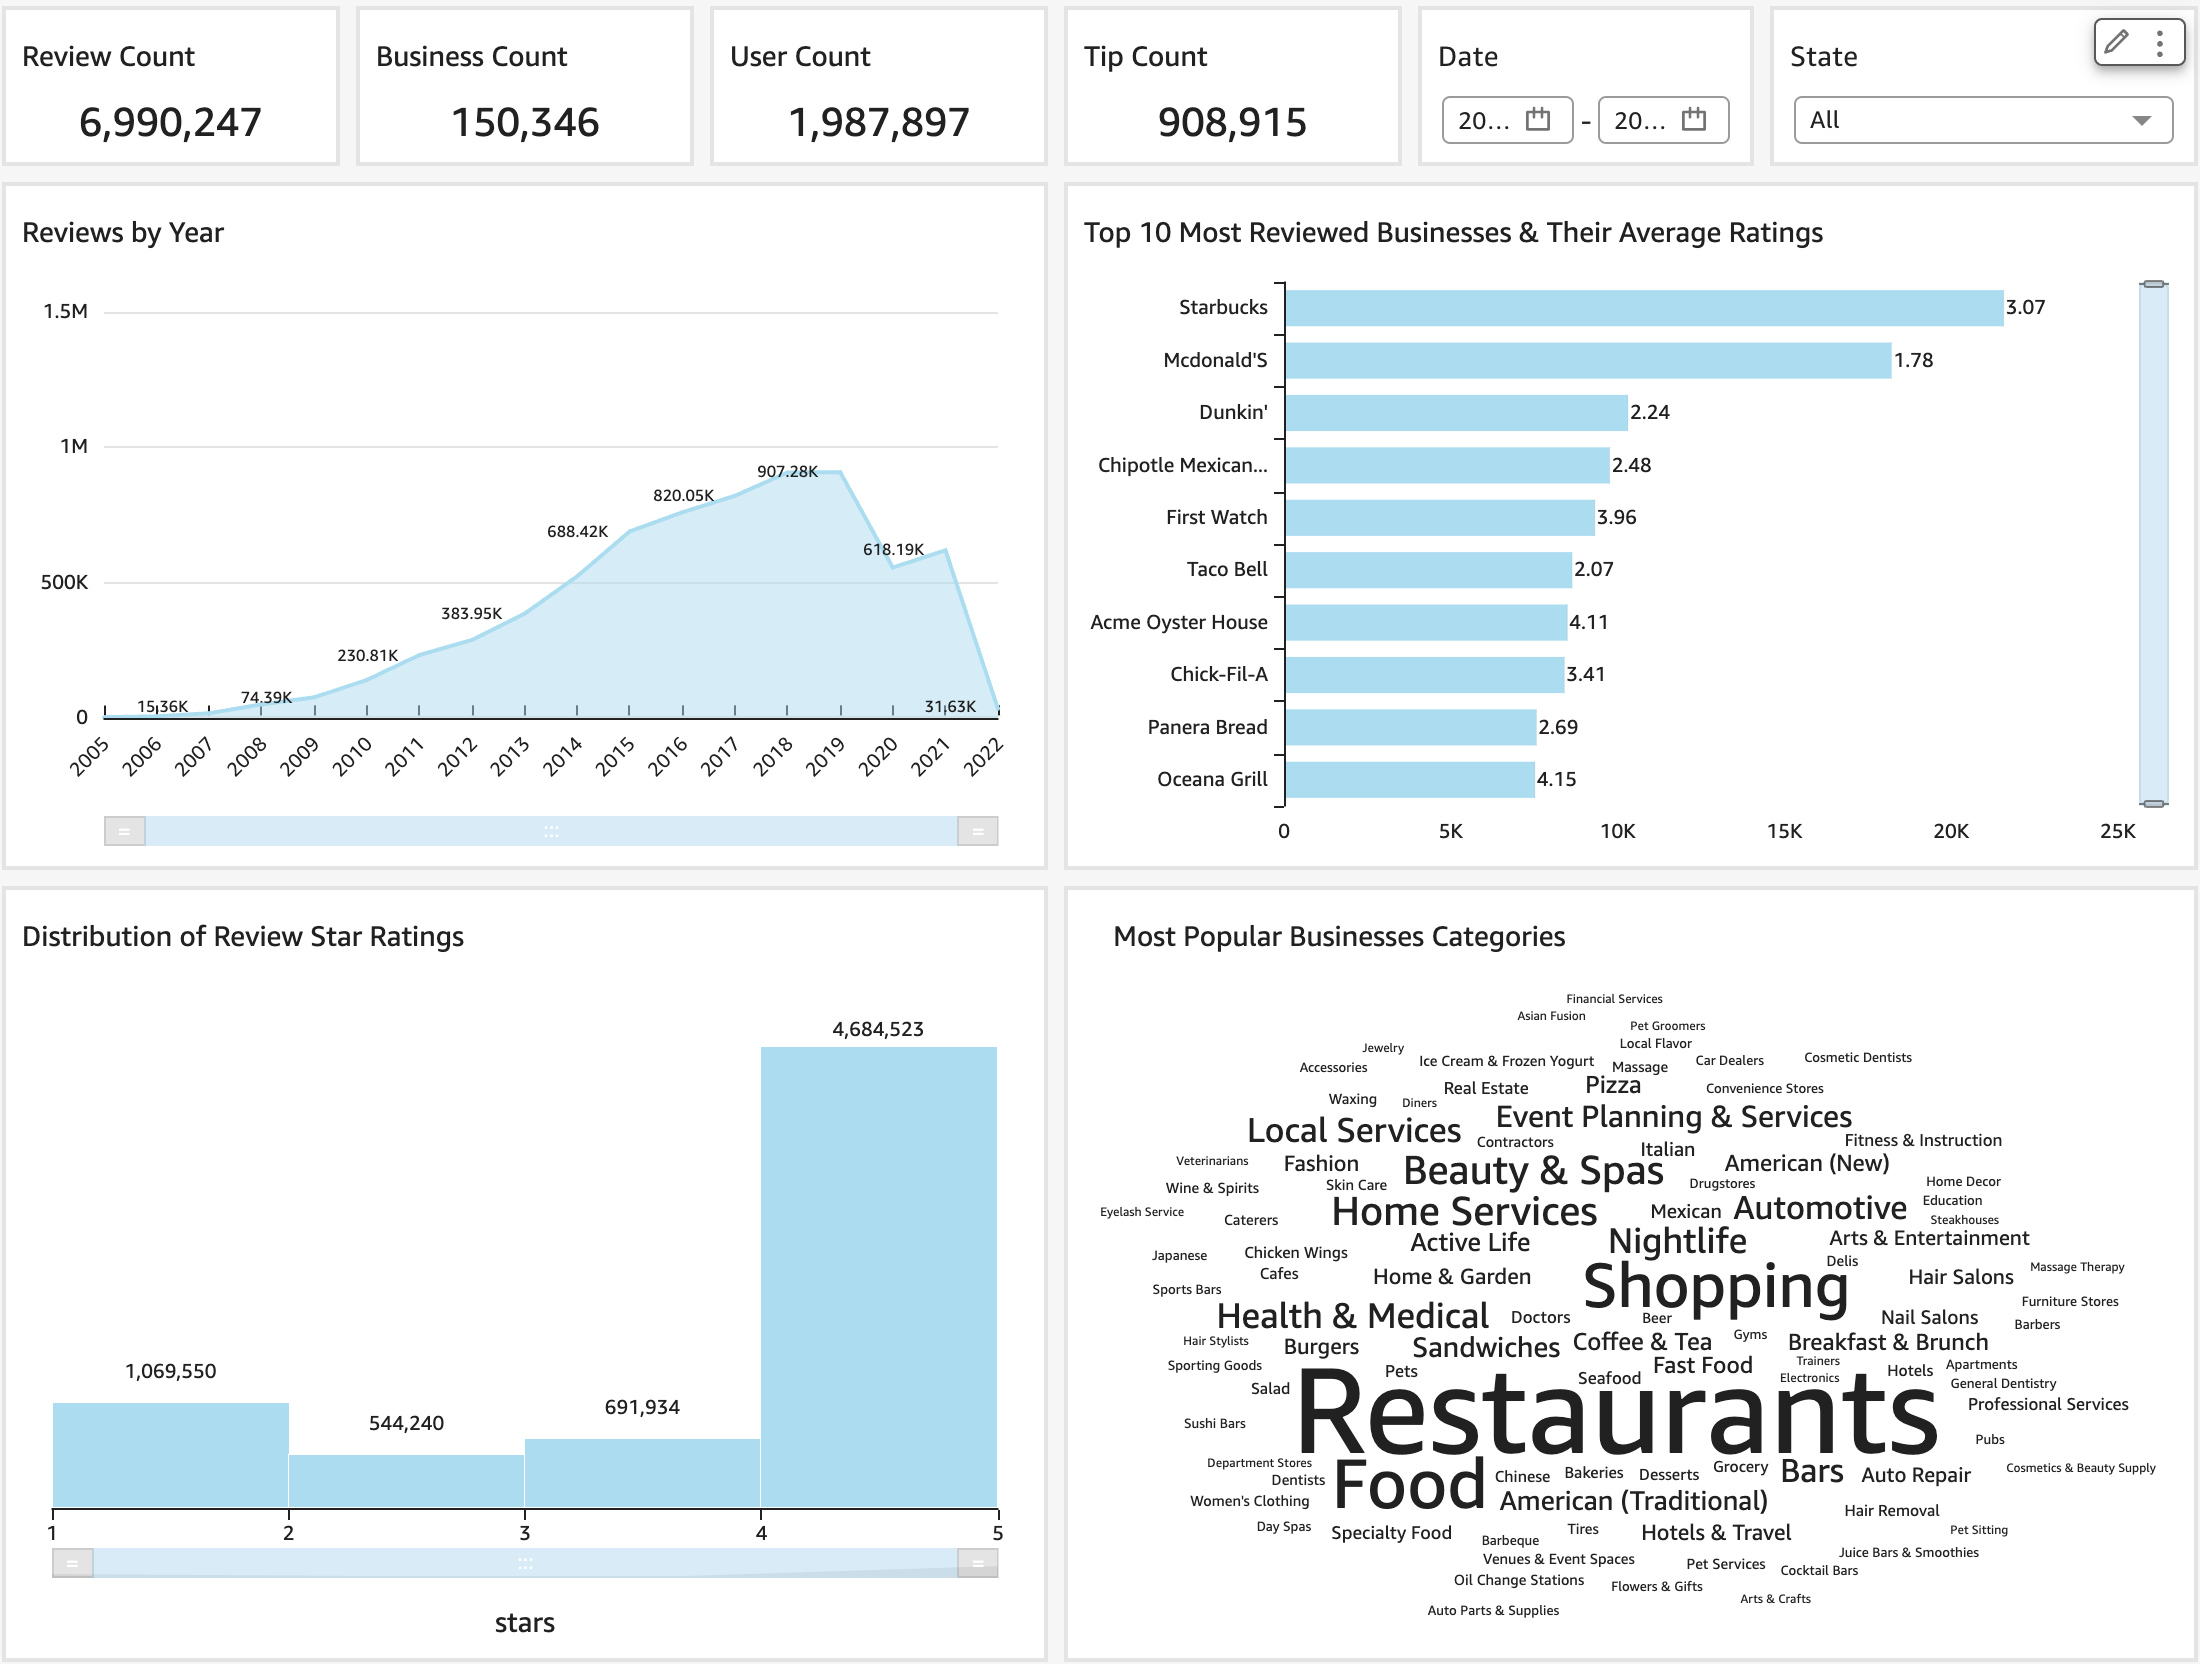 Review Count
6,990,247
Business Count
150,346
User Count
1,987,897
Tip Count
908,915
Date
20... - 20...
State
All
Reviews by Year
1.5M
1M
500K
0
15.36K
74.39K
230.81K
383.95K
688.42K
820.05K
907.28K
618.19K
31.63K
2005 2006 2007 2008 2009 2010 2011 2012 2013 2014 2015 2016 2017 2018 2019 2020 2021 2022
Top 10 Most Reviewed Businesses & Their Average Ratings
Starbucks 3.07
Mcdonald'S 1.78
Dunkin' 2.24
Chipotle Mexican... 2.48
First Watch 3.96
Taco Bell 2.07
Acme Oyster House 4.11
Chick-Fil-A 3.41
Panera Bread 2.69
Oceana Grill 4.15
0 5K 10K 15K 20K 25K
Distribution of Review Star Ratings
4,684,523
1,069,550
544,240
691,934
1 2 3 4 5
stars
Most Popular Businesses Categories
Financial Services
Asian Fusion
Pet Groomers
Local Flavor
Jewelry
Ice Cream & Frozen Yogurt
Car Dealers
Cosmetic Dentists
Accessories
Massage
Real Estate
Pizza
Convenience Stores
Waxing
Diners
Event Planning & Services
Local Services
Contractors
Italian
Fitness & Instruction
Veterinarians
Fashion
Beauty & Spas
American (New)
Wine & Spirits
Skin Care
Drugstores
Home Decor
Education
Eyelash Service
Caterers
Home Services
Mexican
Automotive
Steakhouses
Active Life
Nightlife
Arts & Entertainment
Japanese
Chicken Wings
Delis
Cafes
Home & Garden
Shopping
Hair Salons
Massage Therapy
Sports Bars
Health & Medical
Doctors
Beer
Nail Salons
Furniture Stores
Barbers
Hair Stylists
Burgers
Sandwiches
Coffee & Tea
Gyms
Breakfast & Brunch
Sporting Goods
Pets
Fast Food
Trainers
Hotels
Apartments
Salad
Seafood
Electronics
General Dentistry
Restaurants
Professional Services
Sushi Bars
Pubs
Department Stores
Dentists
Food
Chinese
Bakeries
Desserts
Grocery
Bars
Auto Repair
Cosmetics & Beauty Supply
Women's Clothing
American (Traditional)
Hair Removal
Day Spas
Specialty Food
Tires
Hotels & Travel
Pet Sitting
Barbeque
Venues & Event Spaces
Pet Services
Juice Bars & Smoothies
Cocktail Bars
Oil Change Stations
Flowers & Gifts
Arts & Crafts
Auto Parts & Supplies